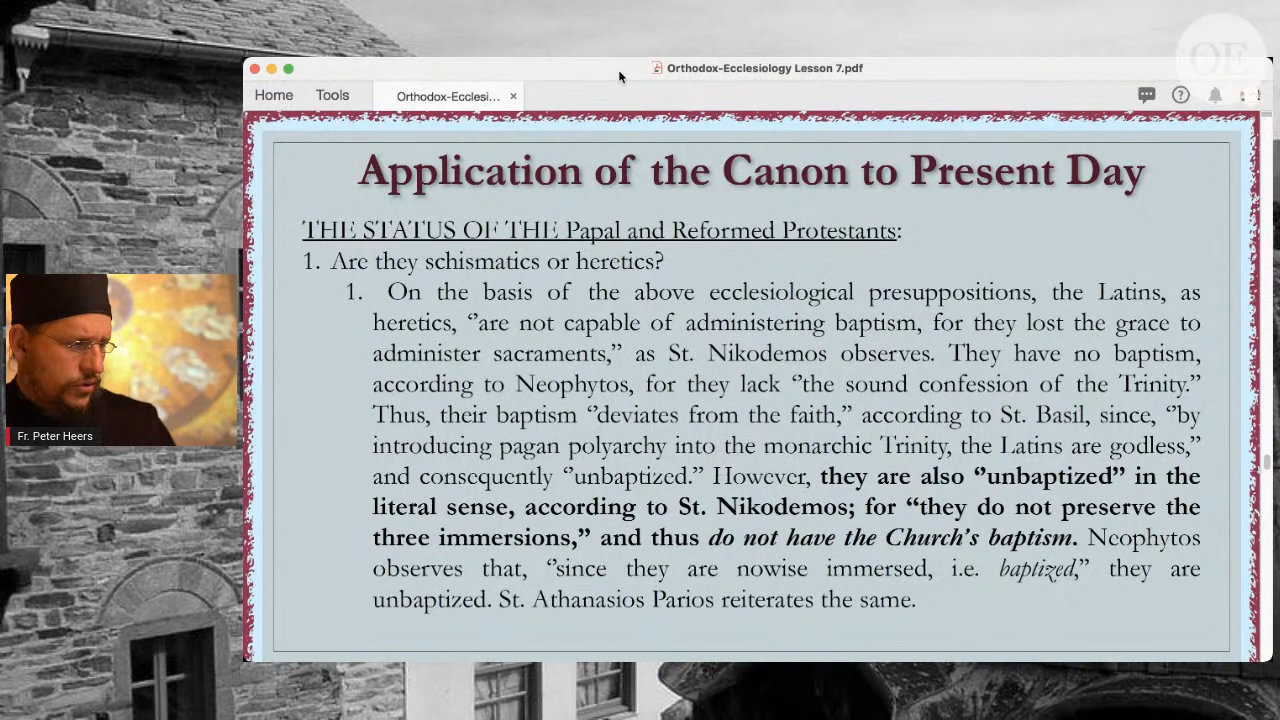 OE
Orthodox-Ecclesiology Lesson 7.pdf
Home Tools Orthodox-Ecclesi... ×
Application of the Canon to Present Day
THE STATUS OF THE Papal and Reformed Protestants:
1. Are they schismatics or heretics?
1. On the basis of the above ecclesiological presuppositions, the Latins, as
heretics, “are not capable of administering baptism, for they lost the grace to
administer sacraments,” as St. Nikodemos observes. They have no baptism,
according to Neophytos, for they lack “the sound confession of the Trinity.”
Thus, their baptism “deviates from the faith,” according to St. Basil, since, “by
introducing pagan polyarchy into the monarchic Trinity, the Latins are godless,”
and consequently “unbaptized.” However, they are also “unbaptized” in the
literal sense, according to St. Nikodemos; for “they do not preserve the
three immersions,” and thus do not have the Church’s baptism. Neophytos
observes that, “since they are nowise immersed, i.e. baptized,” they are
unbaptized. St. Athanasios Parios reiterates the same.
Fr. Peter Heers